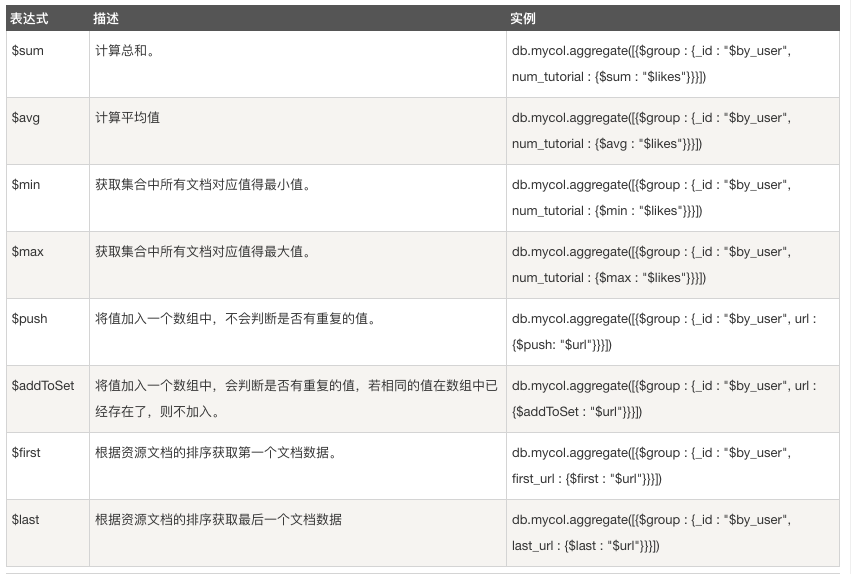 表达式 描述 实例
$sum 计算总和。 db.mycol.aggregate([{$group : {_id : "$by_user",
num_tutorial : {$sum : "$likes"}}}])
$avg 计算平均值 db.mycol.aggregate([{$group : {_id : "$by_user",
num_tutorial : {$avg : "$likes"}}}])
$min 获取集合中所有文档对应值得最小值。 db.mycol.aggregate([{$group : {_id : "$by_user",
num_tutorial : {$min : "$likes"}}}])
$max 获取集合中所有文档对应值得最大值。 db.mycol.aggregate([{$group : {_id : "$by_user",
num_tutorial : {$max : "$likes"}}}])
$push 将值加入一个数组中，不会判断是否有重复的值。 db.mycol.aggregate([{$group : {_id : "$by_user", url :
{$push: "$url"}}}])
$addToSet 将值加入一个数组中，会判断是否有重复的值，若相同的值在数组中已 db.mycol.aggregate([{$group : {_id : "$by_user", url :
经存在了，则不加入。 {$addToSet : "$url"}}}])
$first 根据资源文档的排序获取第一个文档数据。 db.mycol.aggregate([{$group : {_id : "$by_user",
first_url : {$first : "$url"}}}])
$last 根据资源文档的排序获取最后一个文档数据 db.mycol.aggregate([{$group : {_id : "$by_user",
last_url : {$last : "$url"}}}])